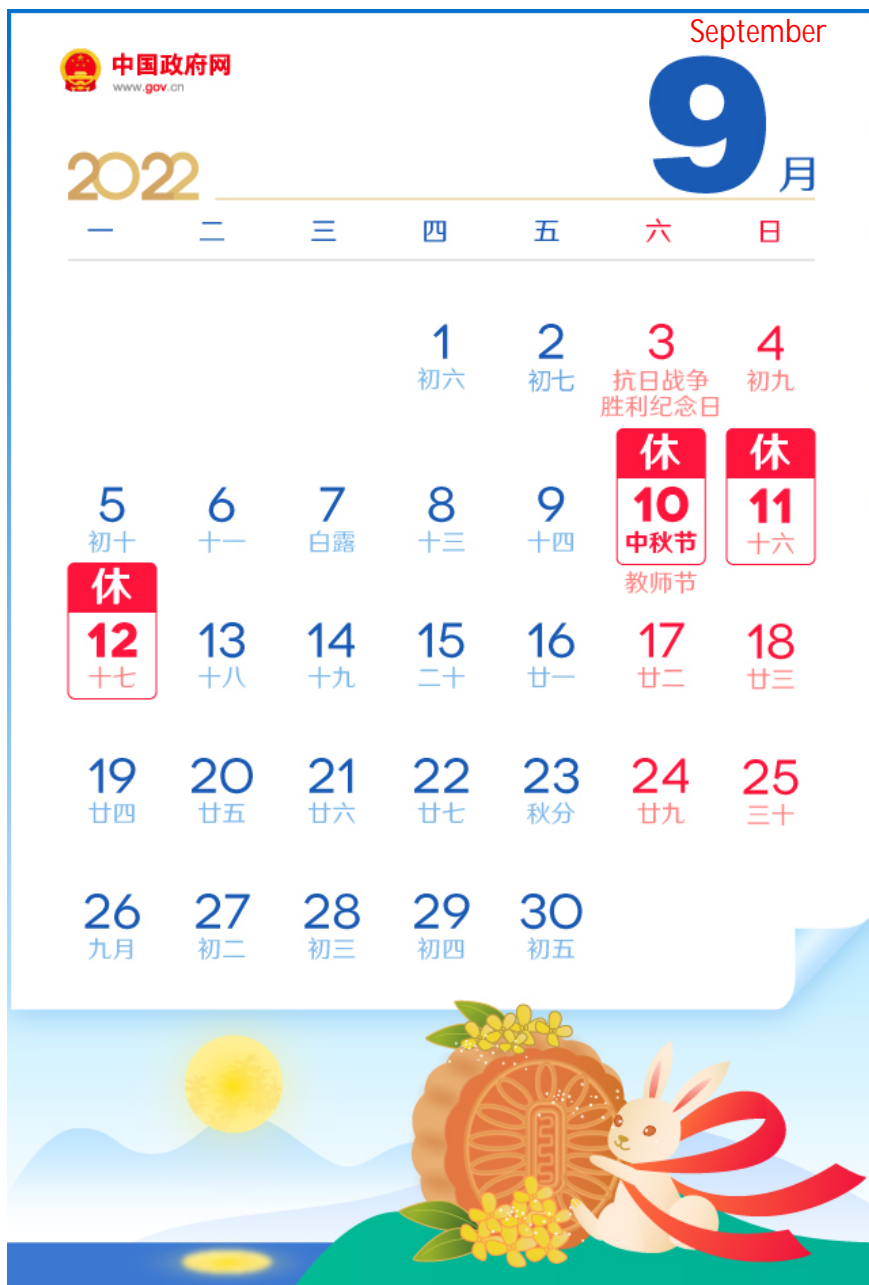 September
中国政府网
www.gov.cn
9月
2022
一 二 三 四 五 六 日
1 2 3 4
初六 初七 抗日战争 初九
胜利纪念日
休 休
5 6 7 8 9 10 11
初十 十一 白露 十三 十四 中秋节 十六
休 教师节
12 13 14 15 16 17 18
十七 十八 十九 二十 廿一 廿二 廿三
19 20 21 22 23 24 25
廿四 廿五 廿六 廿七 秋分 廿九 三十
26 27 28 29 30
九月 初二 初三 初四 初五